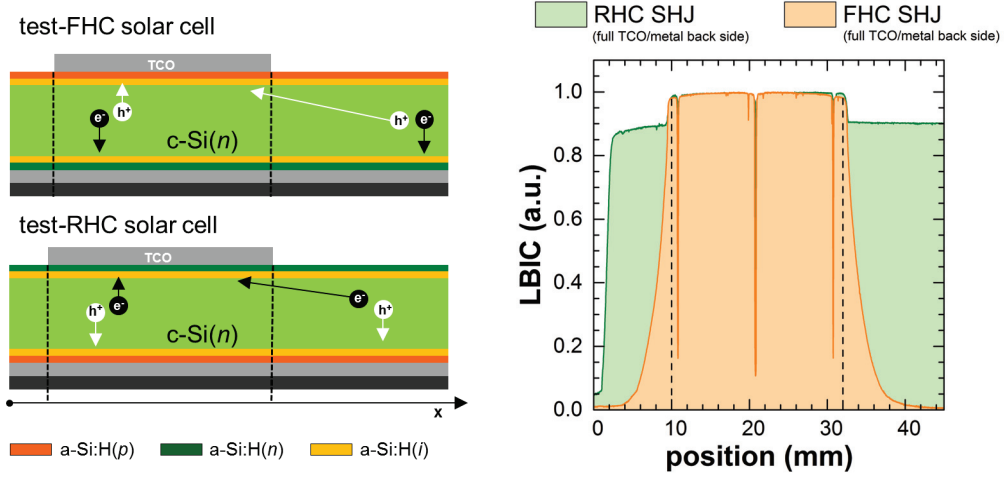 test-FHC solar cell
TCO
h⁺
e⁻
h⁺
e⁻
c-Si(n)
test-RHC solar cell
TCO
h⁺
e⁻
e⁻
h⁺
c-Si(n)
x
a-Si:H(p) a-Si:H(n) a-Si:H(i)
RHC SHJ
(full TCO/metal back side)
FHC SHJ
(full TCO/metal back side)
LBIC (a.u.)
1.0
0.8
0.6
0.4
0.2
0.0
0 10 20 30 40
position (mm)